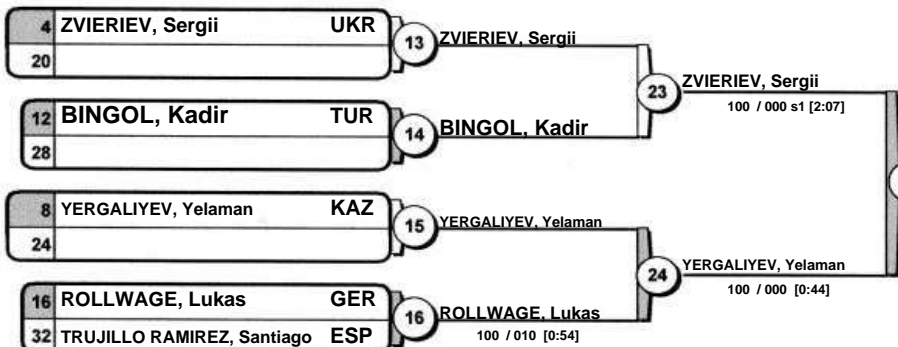 4 ZVIERIEV, Sergii UKR
20
13 ZVIERIEV, Sergii
12 BINGOL, Kadir TUR
28
14 BINGOL, Kadir
23 ZVIERIEV, Sergii
100 / 000 s1 [2:07]
8 YERGALIYEV, Yelaman KAZ
24
15 YERGALIYEV, Yelaman
16 ROLLWAGE, Lukas GER
32 TRUJILLO RAMIREZ, Santiago ESP
16 ROLLWAGE, Lukas
100 / 010 [0:54]
24 YERGALIYEV, Yelaman
100 / 000 [0:44]